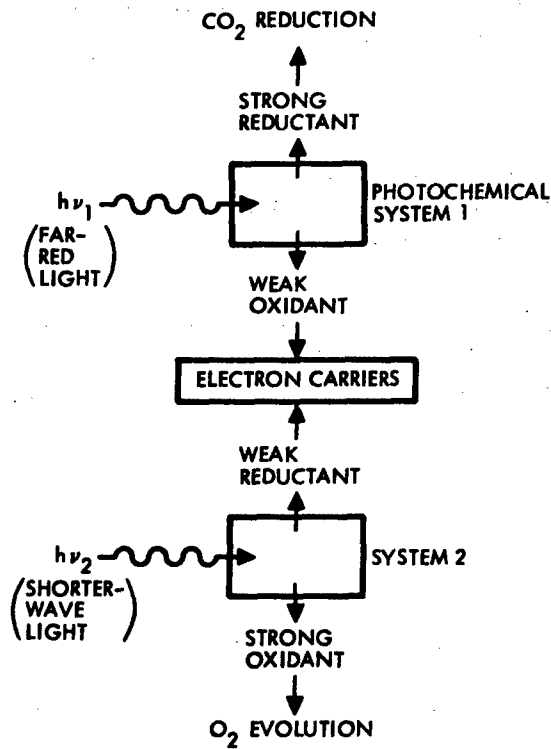 CO₂ REDUCTION
STRONG
REDUCTANT
hν₁
(FAR-
RED
LIGHT)
PHOTOCHEMICAL
SYSTEM 1
WEAK
OXIDANT
ELECTRON CARRIERS
WEAK
REDUCTANT
hν₂
(SHORTER-
WAVE
LIGHT)
SYSTEM 2
STRONG
OXIDANT
O₂ EVOLUTION